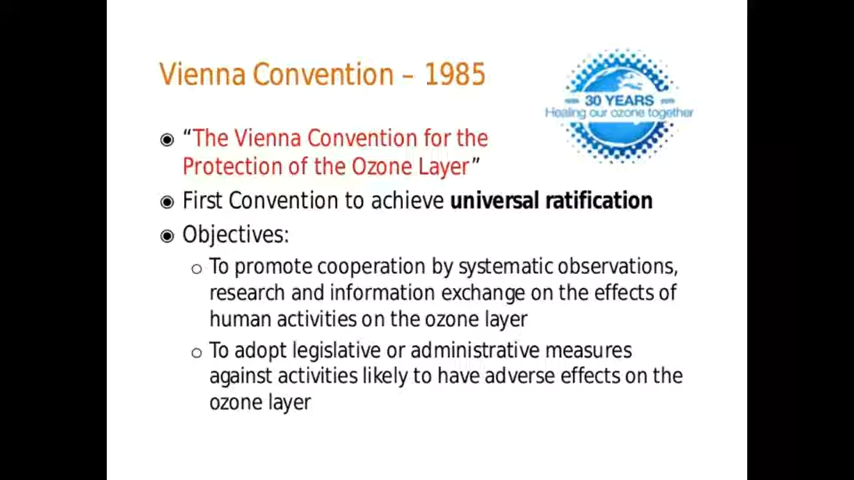 Vienna Convention – 1985
30 YEARS
Healing our ozone together
◉ “The Vienna Convention for the
Protection of the Ozone Layer”
◉ First Convention to achieve universal ratification
◉ Objectives:
○ To promote cooperation by systematic observations,
research and information exchange on the effects of
human activities on the ozone layer
○ To adopt legislative or administrative measures
against activities likely to have adverse effects on the
ozone layer